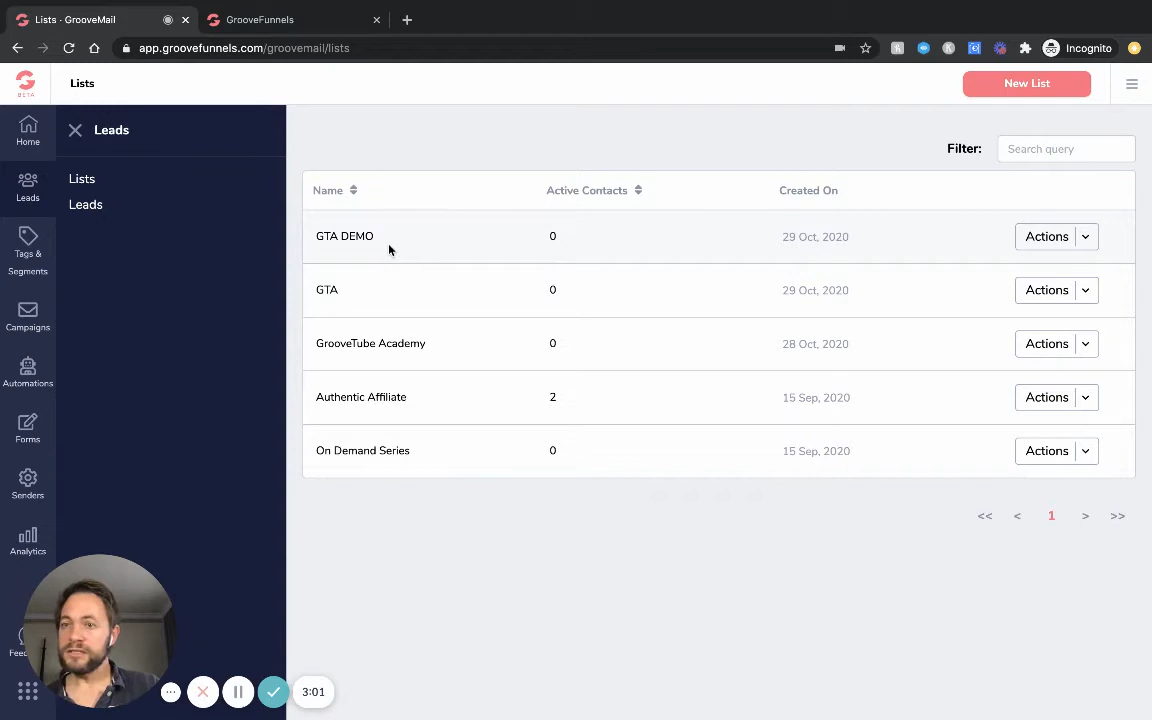 Lists · GrooveMail
GrooveFunnels
app.groovefunnels.com/groovemail/lists
Incognito
BETA
Lists
New List
Home
Leads
Tags &
Segments
Campaigns
Automations
Forms
Senders
Analytics
Leads
Lists
Leads
Filter:
Search query
Name
Active Contacts
Created On
GTA DEMO
0
29 Oct, 2020
Actions
GTA
0
29 Oct, 2020
Actions
GrooveTube Academy
0
28 Oct, 2020
Actions
Authentic Affiliate
2
15 Sep, 2020
Actions
On Demand Series
0
15 Sep, 2020
Actions
<< < 1 > >>
3:01